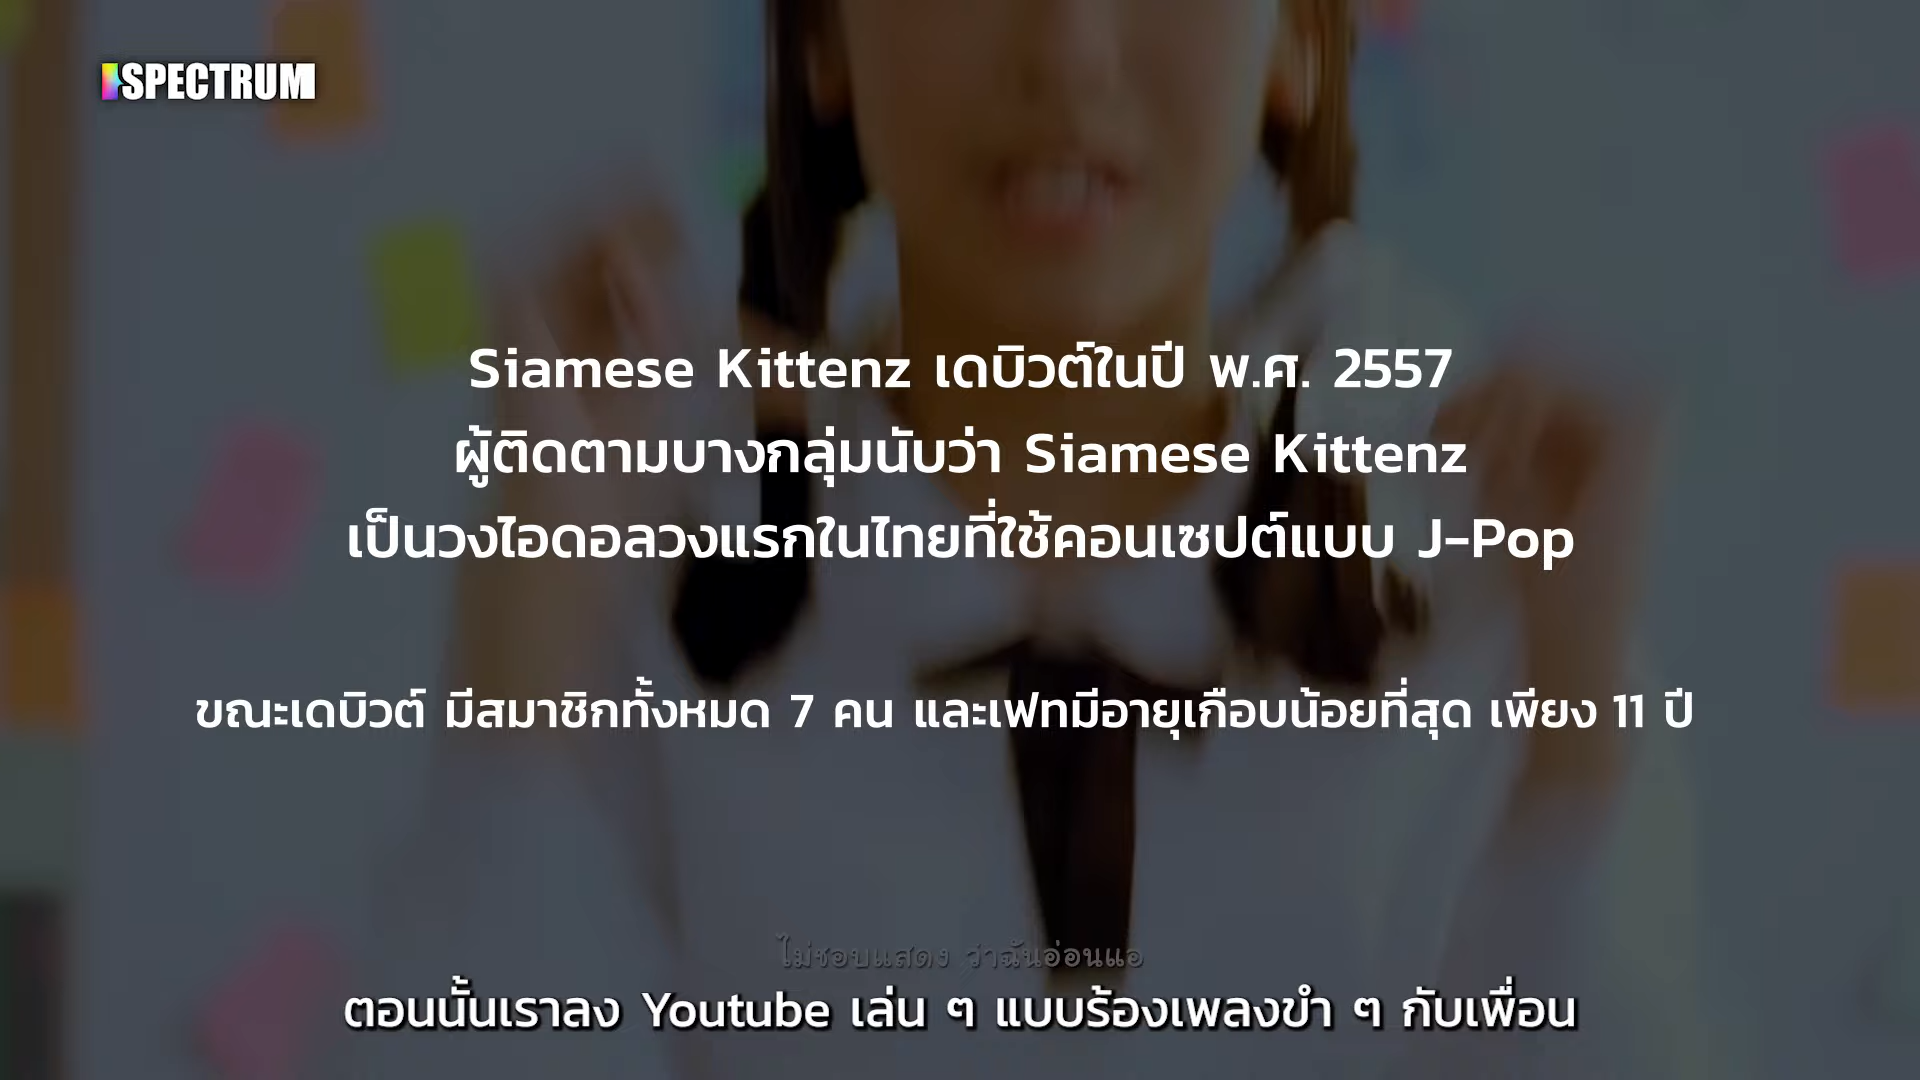 SPECTRUM
Siamese Kittenz เดบิวต์ในปี พ.ศ. 2557
ผู้ติดตามบางกลุ่มนับว่า Siamese Kittenz
เป็นวงไอดอลวงแรกในไทยที่ใช้คอนเซปต์แบบ J-Pop
ขณะเดบิวต์ มีสมาชิกทั้งหมด 7 คน และเฟทมีอายุเกือบน้อยที่สุด เพียง 11 ปี
ไม่ชอบแสดง ว่าฉันอ่อนแอ
ตอนนั้นเราลง Youtube เล่น ๆ แบบร้องเพลงขำ ๆ กับเพื่อน